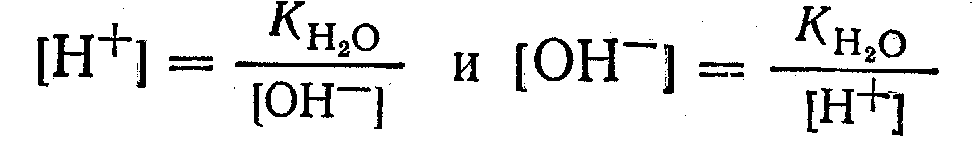 [H⁺] = K_H₂O / [OH⁻] и [OH⁻] = K_H₂O / [H⁺]